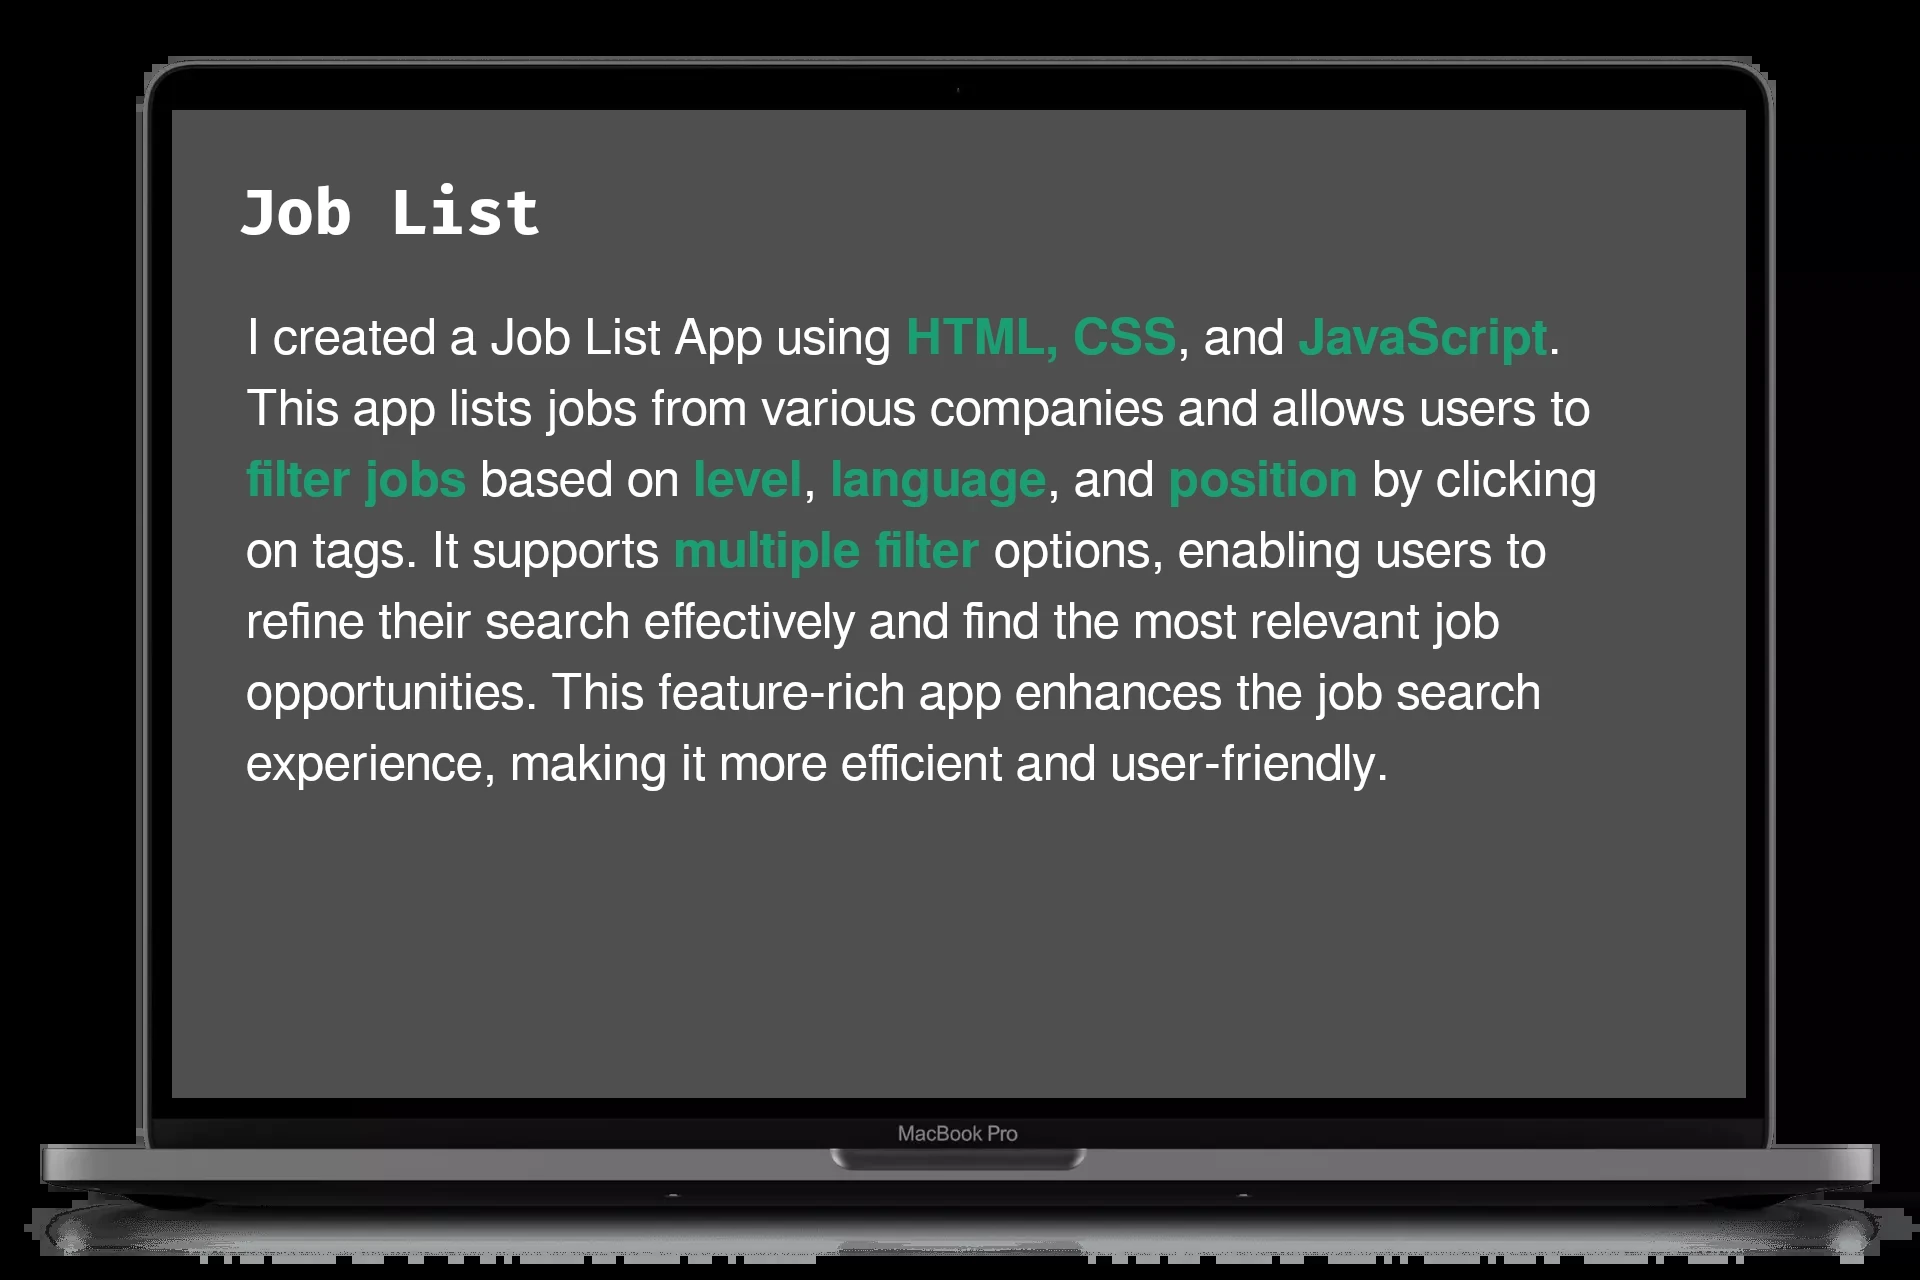 Job List
I created a Job List App using HTML, CSS, and JavaScript.
This app lists jobs from various companies and allows users to
filter jobs based on level, language, and position by clicking
on tags. It supports multiple filter options, enabling users to
refine their search effectively and find the most relevant job
opportunities. This feature-rich app enhances the job search
experience, making it more efficient and user-friendly.
MacBook Pro